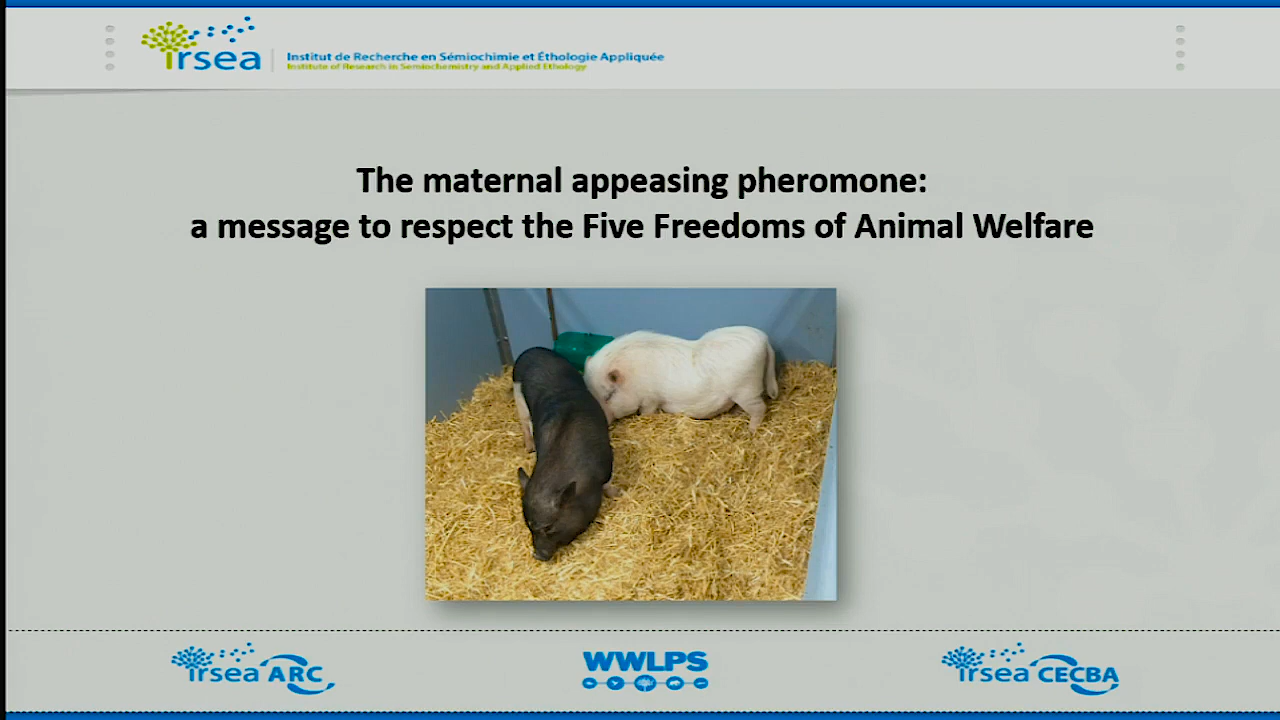 irsea
Institut de Recherche en Sémiochimie et Éthologie Appliquée
Institute of Research in Semiochemistry and Applied Ethology
The maternal appeasing pheromone:
a message to respect the Five Freedoms of Animal Welfare
irsea ARC
WWLPS
irsea CECBA